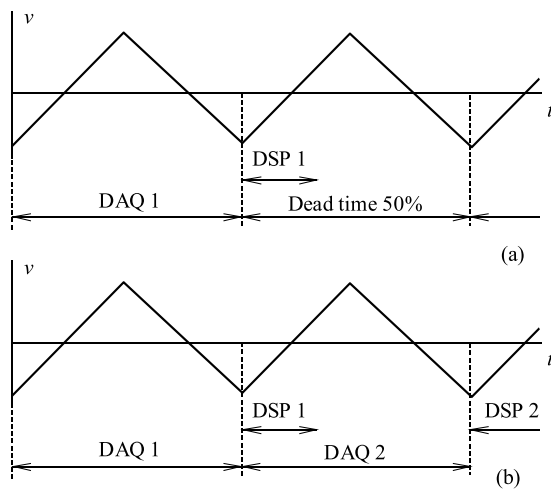 v
t
DSP 1
DAQ 1
Dead time 50%
(a)
v
t
DSP 1
DSP 2
DAQ 1
DAQ 2
(b)